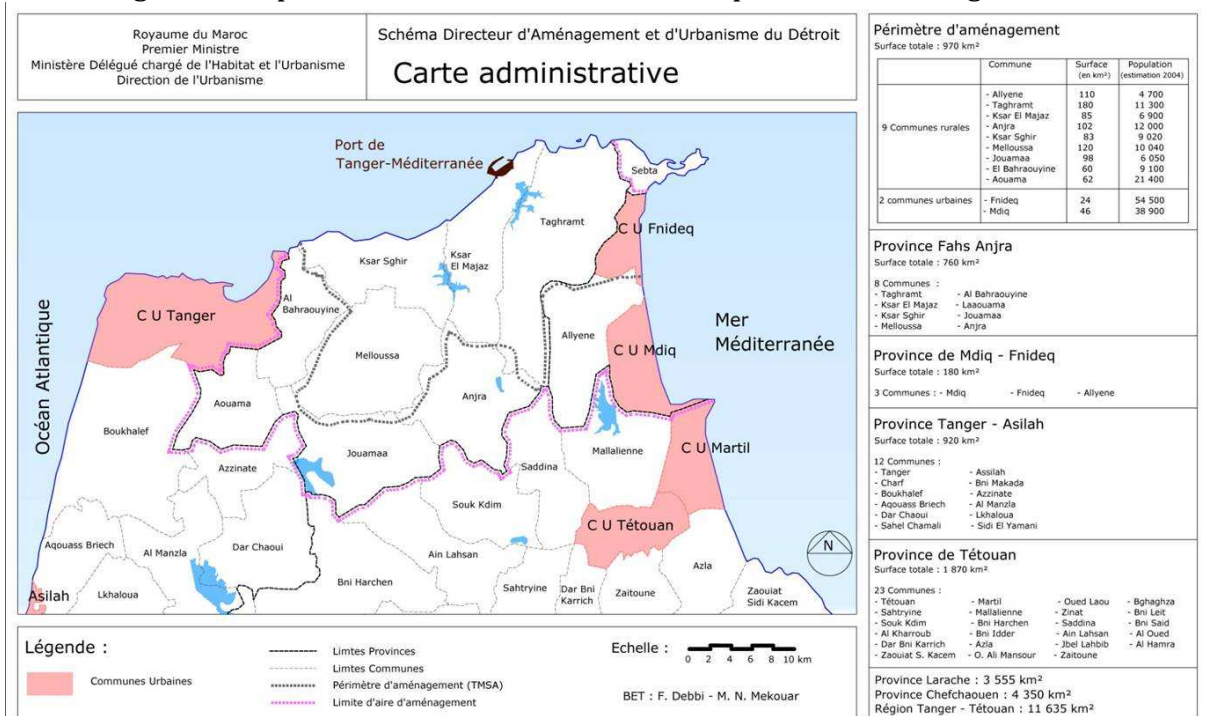 Royaume du Maroc
Premier Ministre
Ministère Délégué chargé de l'Habitat et l'Urbanisme
Direction de l'Urbanisme
Schéma Directeur d'Aménagement et d'Urbanisme du Détroit
Carte administrative
Port de
Tanger-Méditerranée
Sebta
Taghramt
C U Fnideq
Ksar Sghir
Ksar
El Majaz
Al
Bahraouyine
C U Tanger
Océan Atlantique
Mer
Méditerranée
Allyene
Melloussa
C U Mdiq
Anjra
Aouama
Boukhalef
Jouamaa
Mallalienne
C U Martil
Azzinate
Saddina
Souk Kdim
C U Tétouan
Aqouass Briech
Al Manzla
Dar Chaoui
Ain Lahsan
N
Azla
Bni Harchen
Asilah
Lkhaloua
Sahtryine
Dar Bni
Karrich
Zaitoune
Zaouiat
Sidi Kacem
Légende :
Communes Urbaines
Limtes Provinces
Limtes Communes
Périmètre d'aménagement (TMSA)
Limite d'aire d'aménagement
Echelle :
0 2 4 6 8 10 km
BET : F. Debbi - M. N. Mekouar
Périmètre d'aménagement
Surface totale : 970 km²
Commune Surface Population
(en km²) (estimation 2004)
9 Communes rurales
- Allyene 110 4 700
- Taghramt 180 11 300
- Ksar El Majaz 85 6 900
- Anjra 102 12 000
- Ksar Sghir 83 9 020
- Melloussa 120 10 040
- Jouamaa 98 6 050
- El Bahraouyine 60 9 100
- Aouama 62 21 400
2 communes urbaines
- Fnideq 24 54 500
- Mdiq 46 38 900
Province Fahs Anjra
Surface totale : 760 km²
8 Communes :
- Taghramt - Al Bahraouyine
- Ksar El Majaz - Laaouama
- Ksar Sghir - Jouamaa
- Melloussa - Anjra
Province de Mdiq - Fnideq
Surface totale : 180 km²
3 Communes : - Mdiq - Fnideq - Allyene
Province Tanger - Asilah
Surface totale : 920 km²
12 Communes :
- Tanger - Assilah
- Charf - Bni Makada
- Boukhalef - Azzinate
- Aqouass Briech - Al Manzla
- Dar Chaoui - Lkhaloua
- Sahel Chamali - Sidi El Yamani
Province de Tétouan
Surface totale : 1 870 km²
23 Communes :
- Tétouan - Martil - Oued Laou - Bghaghza
- Sahtryine - Mallalienne - Zinat - Bni Leit
- Souk Kdim - Bni Harchen - Saddina - Bni Said
- Al Kharroub - Bni Idder - Ain Lahsan - Al Oued
- Dar Bni Karrich - Azla - Jbel Lahbib - Al Hamra
- Zaouiat S. Kacem - O. Ali Mansour - Zaitoune
Province Larache : 3 555 km²
Province Chefchaouen : 4 350 km²
Région Tanger - Tétouan : 11 635 km²